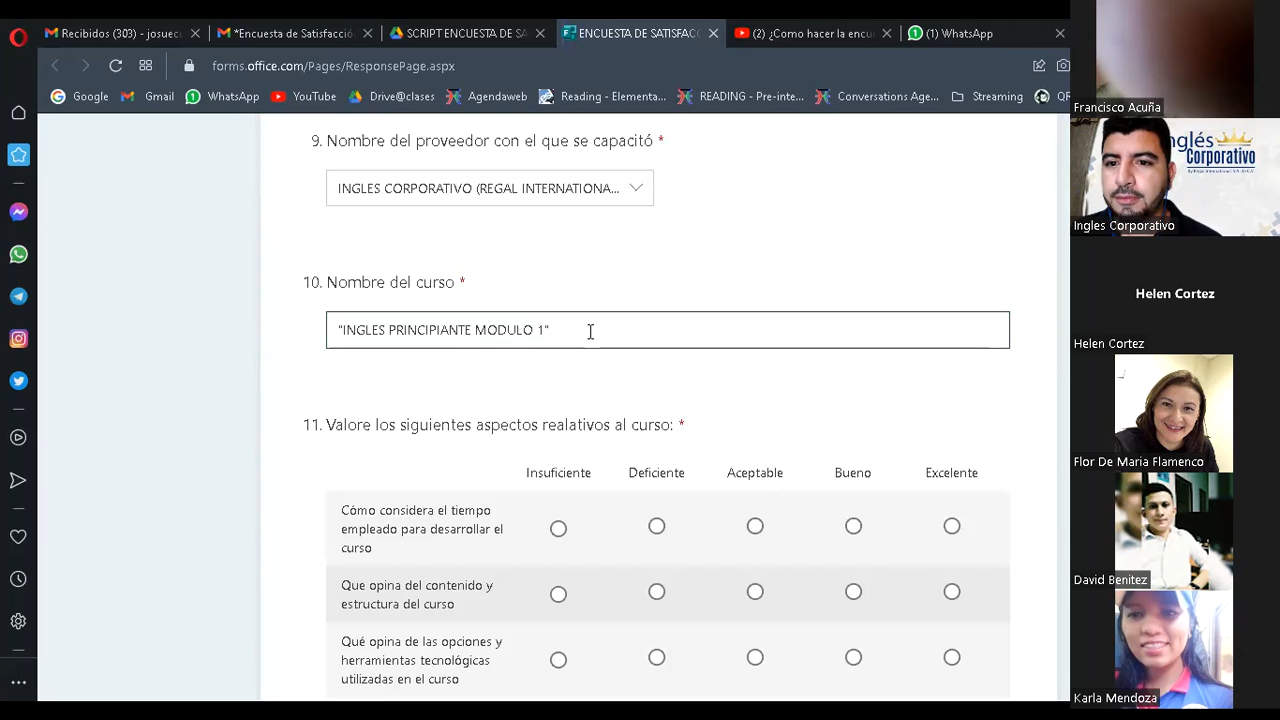 Recibidos (303) - josuec
*Encuesta de Satisfacció
SCRIPT ENCUESTA DE SA
ENCUESTA DE SATISFAC
(2) ¿Como hacer la encu
(1) WhatsApp
forms.office.com/Pages/ResponsePage.aspx
Google
Gmail
WhatsApp
YouTube
Drive@clases
Agendaweb
Reading - Elementa...
READING - Pre-inte...
Conversations Age...
Streaming
QR
9. Nombre del proveedor con el que se capacitó *
INGLES CORPORATIVO (REGAL INTERNATIONA...
10. Nombre del curso *
"INGLES PRINCIPIANTE MODULO 1"
11. Valore los siguientes aspectos realativos al curso: *
Insuficiente Deficiente Aceptable Bueno Excelente
Cómo considera el tiempo
empleado para desarrollar el
curso
Que opina del contenido y
estructura del curso
Qué opina de las opciones y
herramientas tecnológicas
utilizadas en el curso
Francisco Acuña
Inglés
Corporativo
By Regal International S.A. de C.V.
Ingles Corporativo
Helen Cortez
Helen Cortez
Flor De Maria Flamenco
David Benitez
Karla Mendoza